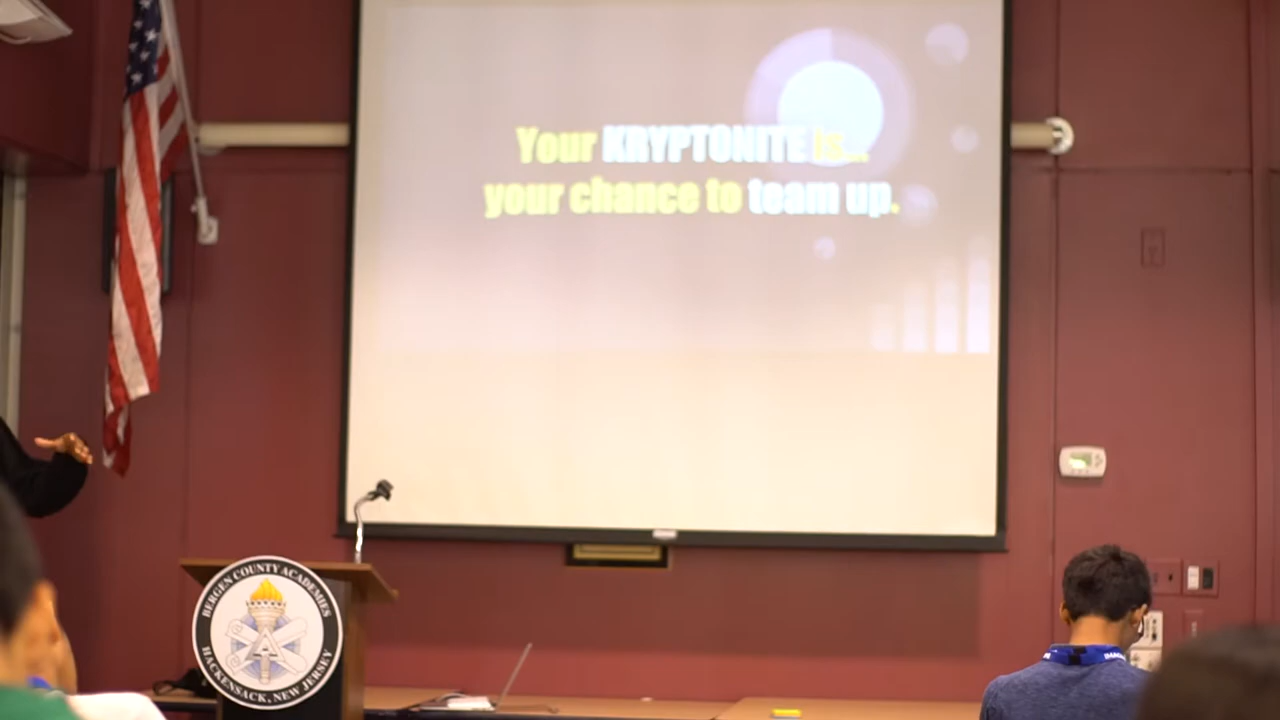 Your KRYPTONITE is...
your chance to team up.
BERGEN COUNTY ACADEMIES
HACKENSACK, NEW JERSEY